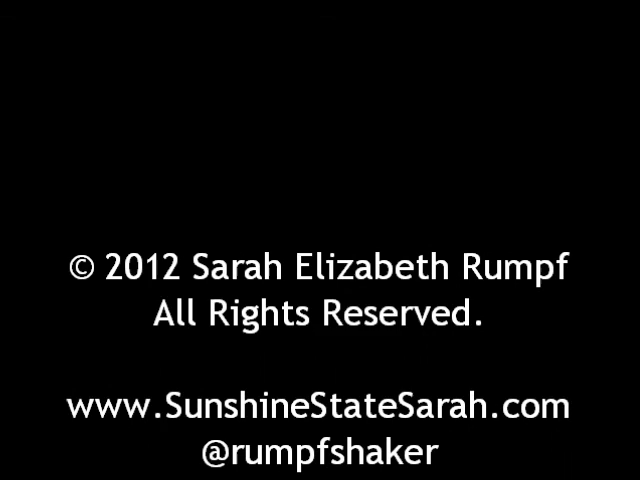 © 2012 Sarah Elizabeth Rumpf
All Rights Reserved.
www.SunshineStateSarah.com
@rumpfshaker